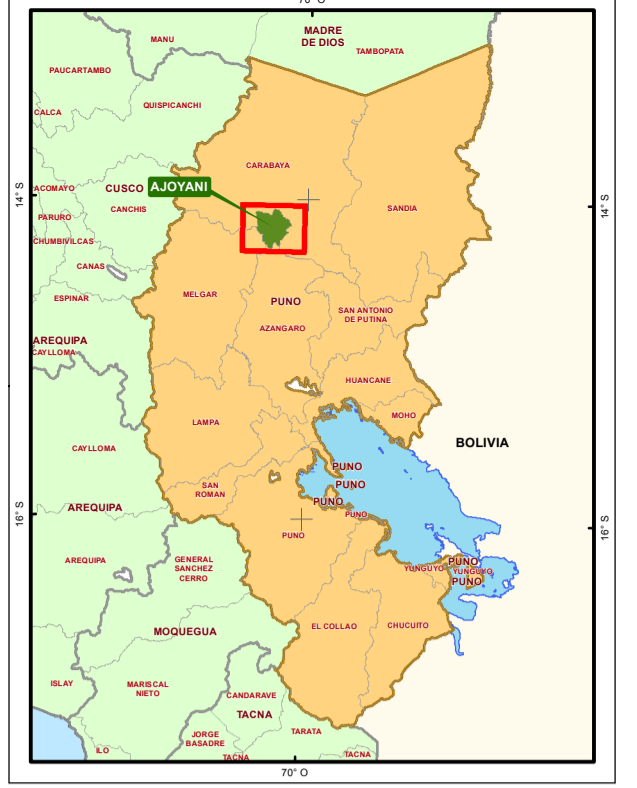 70° O
MADRE
DE DIOS
MANU
TAMBOPATA
PAUCARTAMBO
QUISPICANCHI
CALCA
CARABAYA
ACOMAYO
CUSCO
AJOYANI
14° S
14° S
CANCHIS
SANDIA
PARURO
CHUMBIVILCAS
CANAS
MELGAR
ESPINAR
PUNO
SAN ANTONIO
DE PUTINA
AZANGARO
AREQUIPA
CAYLLOMA
HUANCANE
MOHO
LAMPA
BOLIVIA
CAYLLOMA
PUNO
PUNO
SAN
ROMAN
PUNO
AREQUIPA
PUNO
16° S
16° S
PUNO
AREQUIPA
GENERAL
SANCHEZ
CERRO
PUNO
YUNGUYO
YUNGUYO
PUNO
MOQUEGUA
EL COLLAO
CHUCUITO
ISLAY
MARISCAL
NIETO
CANDARAVE
TACNA
JORGE
BASADRE
TARATA
ILO
TACNA
TACNA
70° O